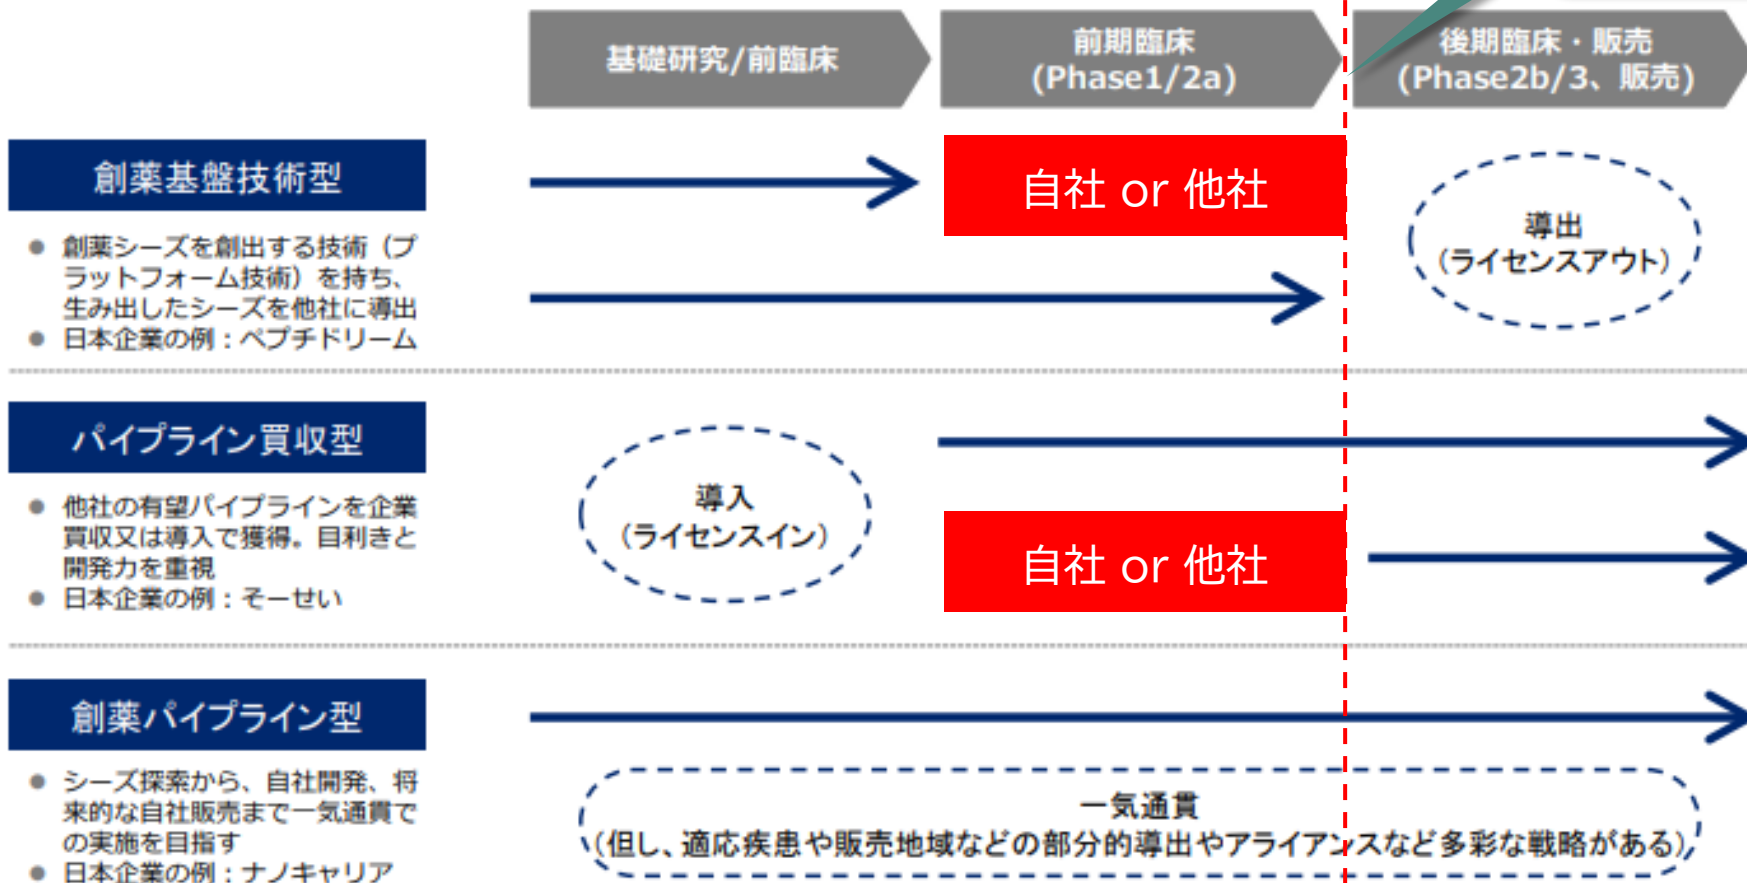 基礎研究/前臨床
前期臨床
(Phase1/2a)
後期臨床・販売
(Phase2b/3、販売)
創薬基盤技術型
● 創薬シーズを創出する技術（プ
ラットフォーム技術）を持ち、
生み出したシーズを他社に導出
● 日本企業の例：ペプチドリーム
自社 or 他社
導出
（ライセンスアウト）
パイプライン買収型
● 他社の有望パイプラインを企業
買収又は導入で獲得。目利きと
開発力を重視
● 日本企業の例：そーせい
導入
（ライセンスイン）
自社 or 他社
創薬パイプライン型
● シーズ探索から、自社開発、将
来的な自社販売まで一気通貫で
の実施を目指す
● 日本企業の例：ナノキャリア
一気通貫
（但し、適応疾患や販売地域などの部分的導出やアライアンスなど多彩な戦略がある）